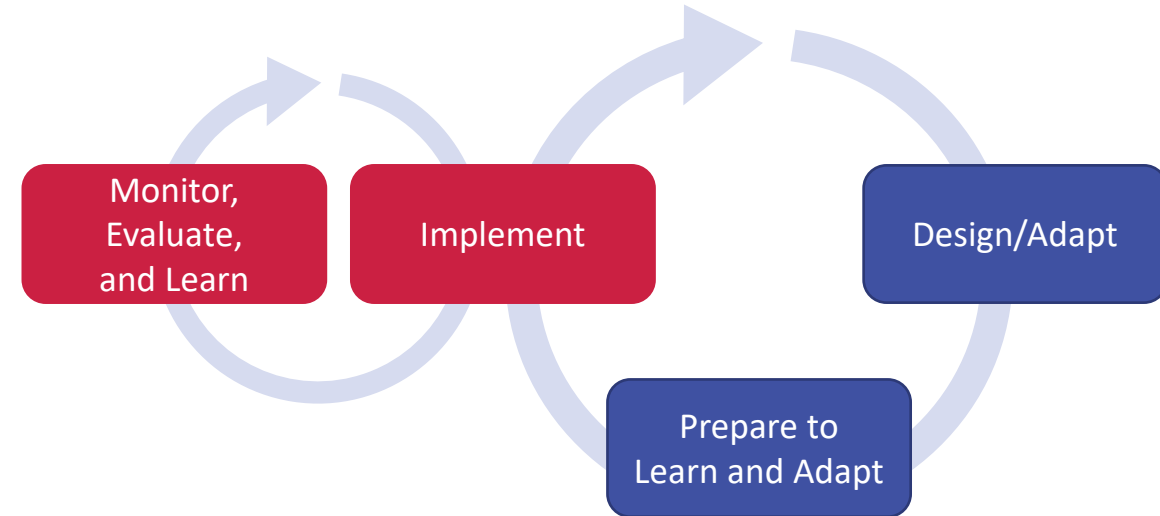 Monitor,
Evaluate,
and Learn
Implement
Design/Adapt
Prepare to
Learn and Adapt